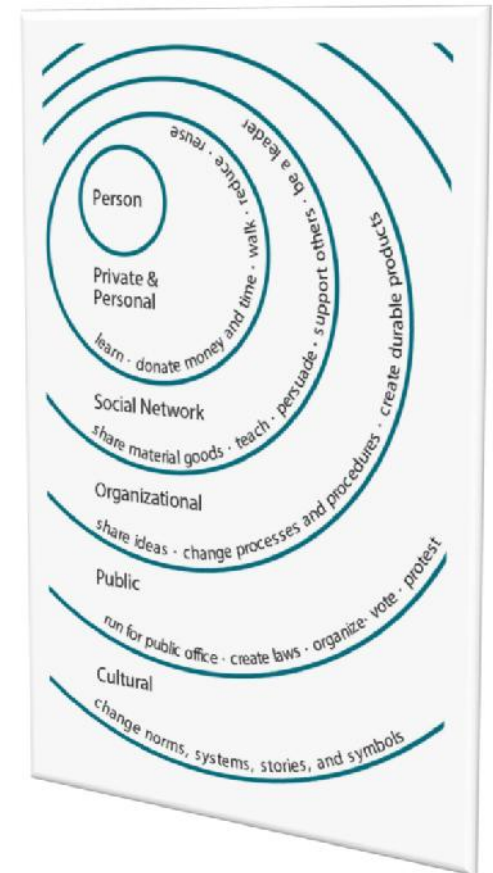 Person
Private &
Personal
learn · donate money and time · walk · reduce · reuse
Social Network
share material goods · teach · persuade · support others · be a leader
Organizational
share ideas · change processes and procedures · create durable products
Public
run for public office · create laws · organize · vote · protest
Cultural
change norms, systems, stories, and symbols